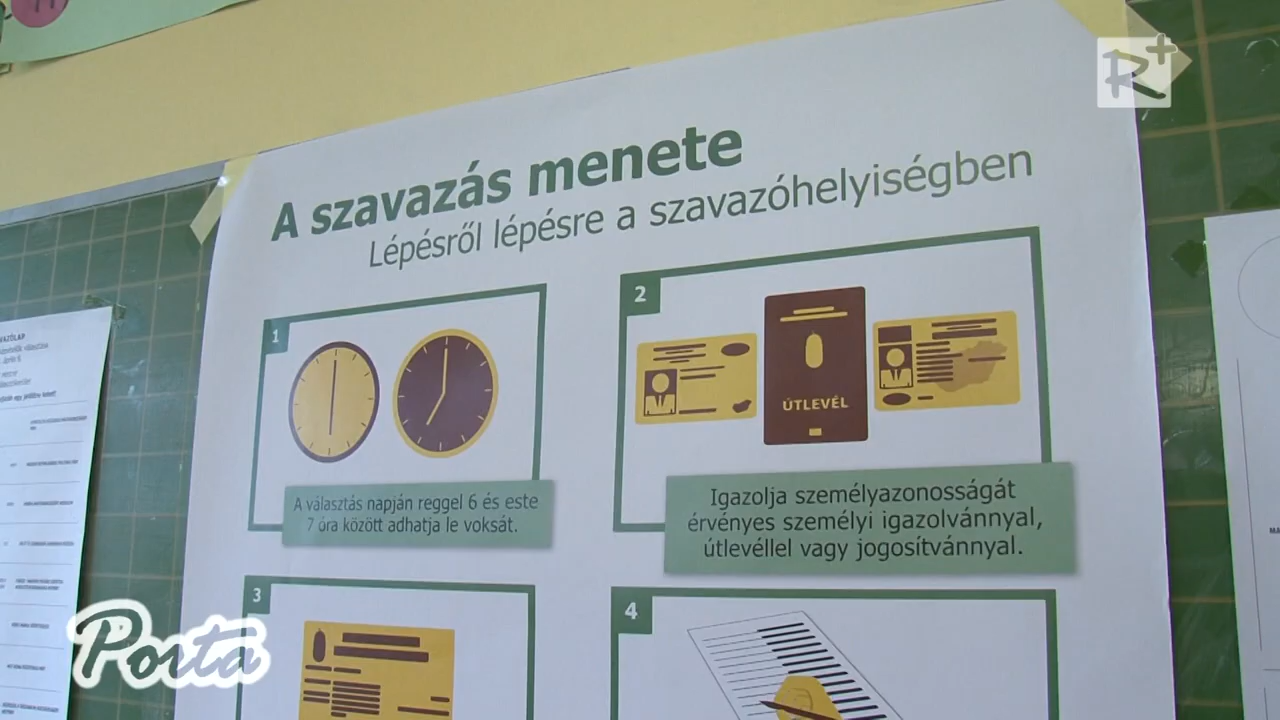 R+
A szavazás menete
Lépésről lépésre a szavazóhelyiségben
1
2
ÚTLEVÉL
A választás napján reggel 6 és este
7 óra között adhatja le voksát.
Igazolja személyazonosságát
érvényes személyi igazolvánnyal,
útlevéllel vagy jogosítvánnyal.
3
4
Porta